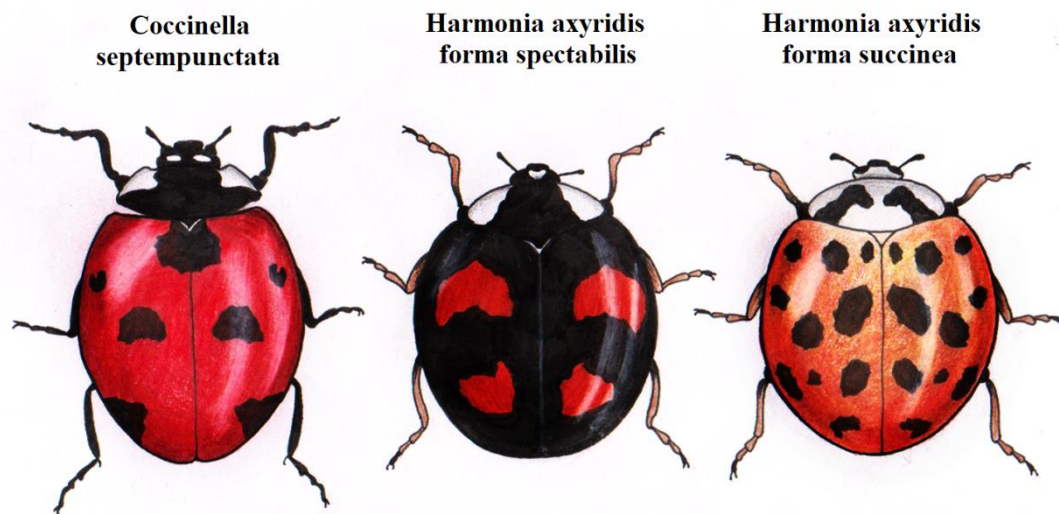 Coccinella
septempunctata
Harmonia axyridis
forma spectabilis
Harmonia axyridis
forma succinea